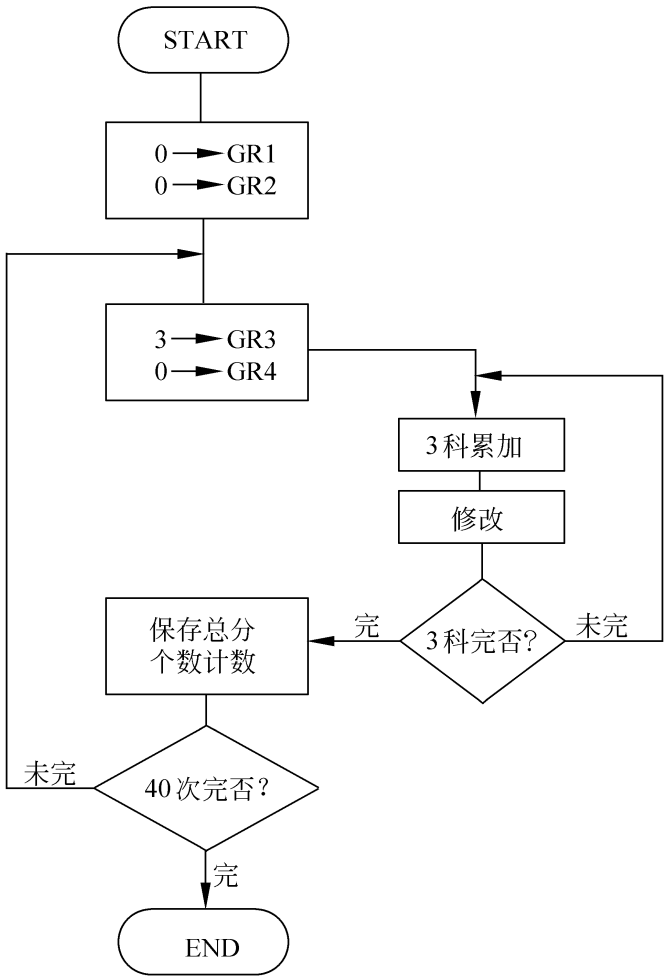 START
0→GR1
0→GR2
3→GR3
0→GR4
3科累加
修改
3科完否?
未完
完
保存总分
个数计数
40次完否?
未完
完
END